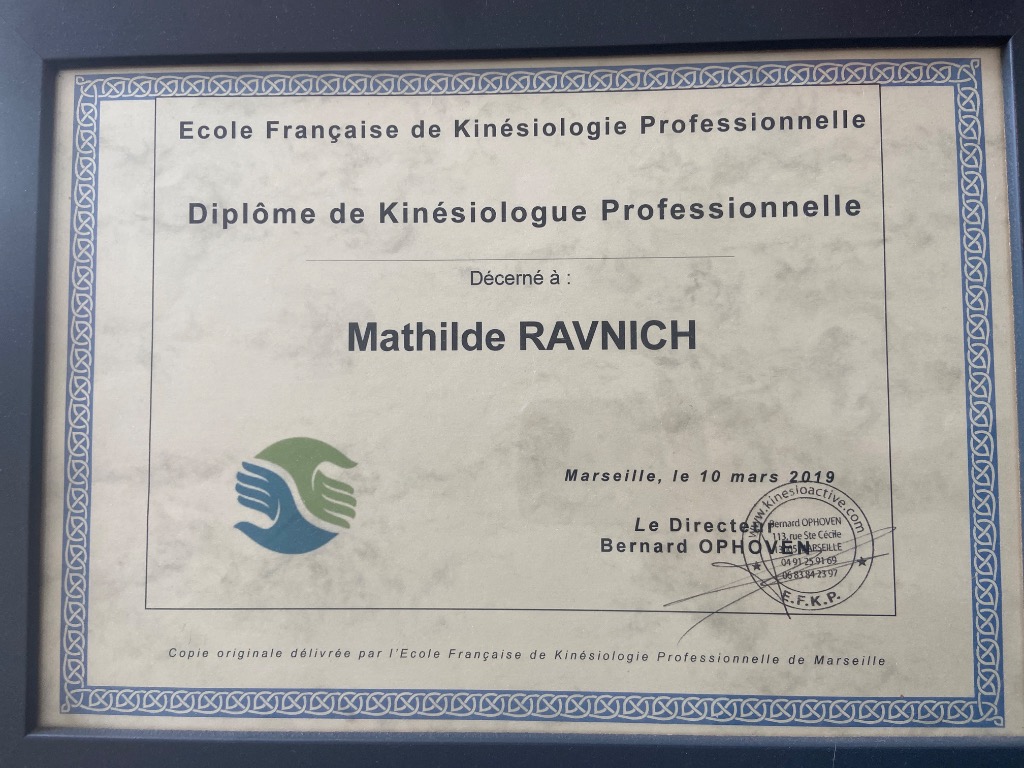 Ecole Française de Kinésiologie Professionnelle
Diplôme de Kinésiologue Professionnelle
Décerné à :
Mathilde RAVNICH
Marseille, le 10 mars 2019
Le Directeur
Bernard OPHOVEN
www.kinesioactive.com
Bernard OPHOVEN
113, rue Ste Cécile
MARSEILLE
04 91 25 91 69
06 83 84 23 97
E.F.K.P.
Copie originale délivrée par l'Ecole Française de Kinésiologie Professionnelle de Marseille